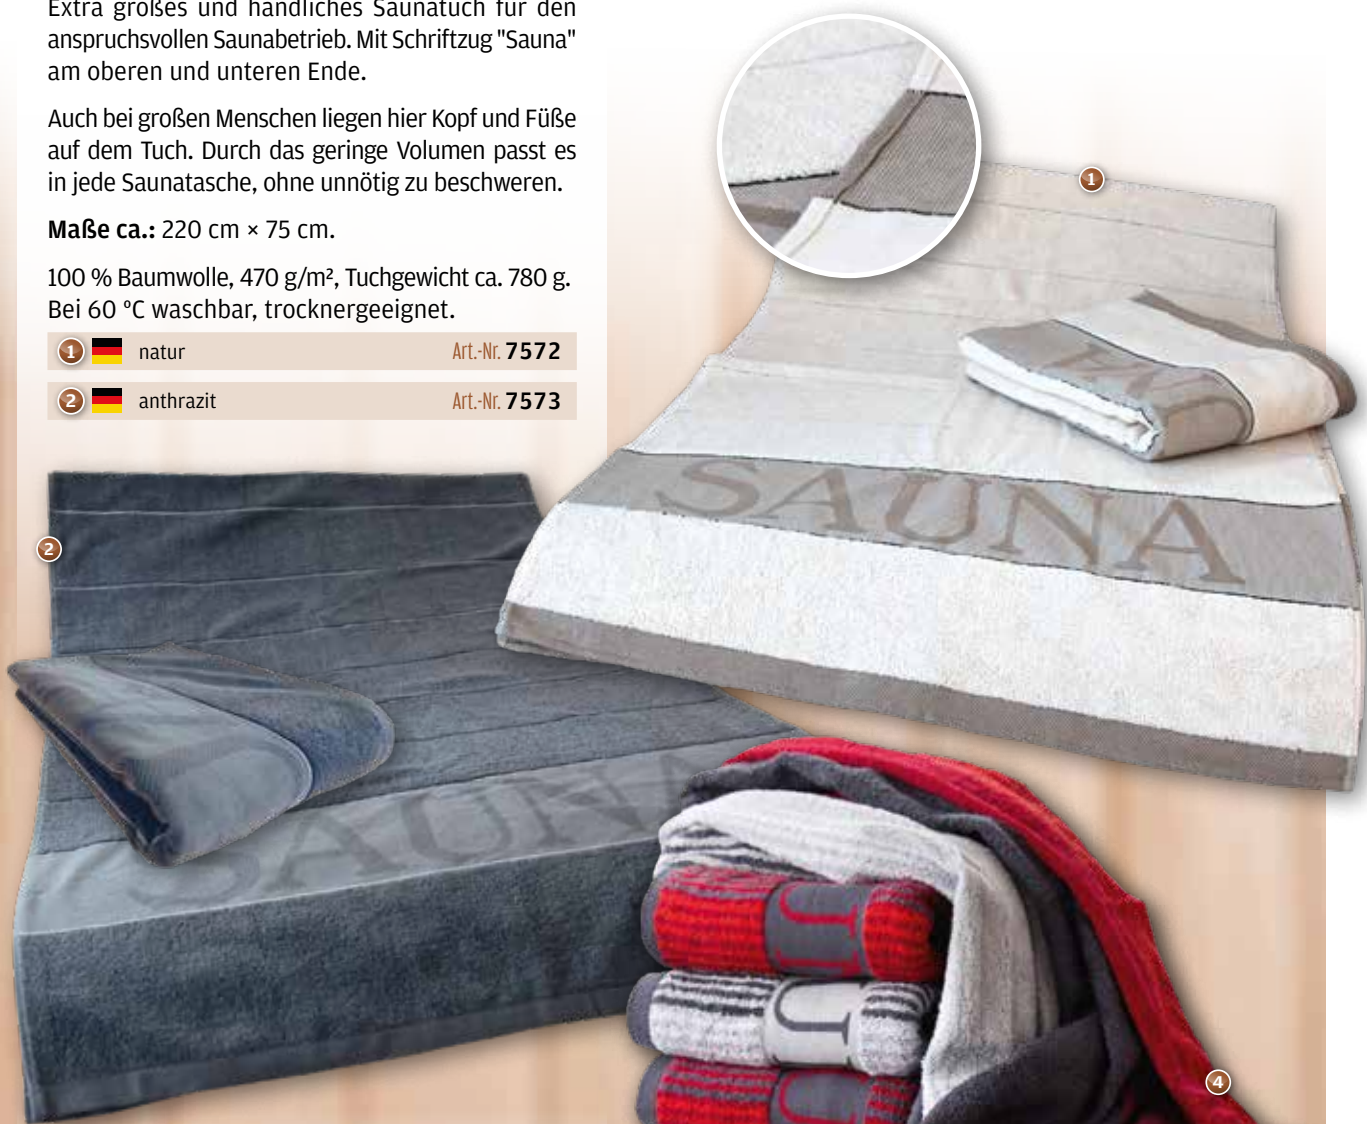 Extra großes und handliches Saunatuch für den
anspruchsvollen Saunabetrieb. Mit Schriftzug "Sauna"
am oberen und unteren Ende.
Auch bei großen Menschen liegen hier Kopf und Füße
auf dem Tuch. Durch das geringe Volumen passt es
in jede Saunatasche, ohne unnötig zu beschweren.
Maße ca.: 220 cm × 75 cm.
100 % Baumwolle, 470 g/m², Tuchgewicht ca. 780 g.
Bei 60 ºC waschbar, trocknergeeignet.
1 natur Art.-Nr. 7572
2 anthrazit Art.-Nr. 7573
1
SAUNA
2
SAUNA
U
U
U
4